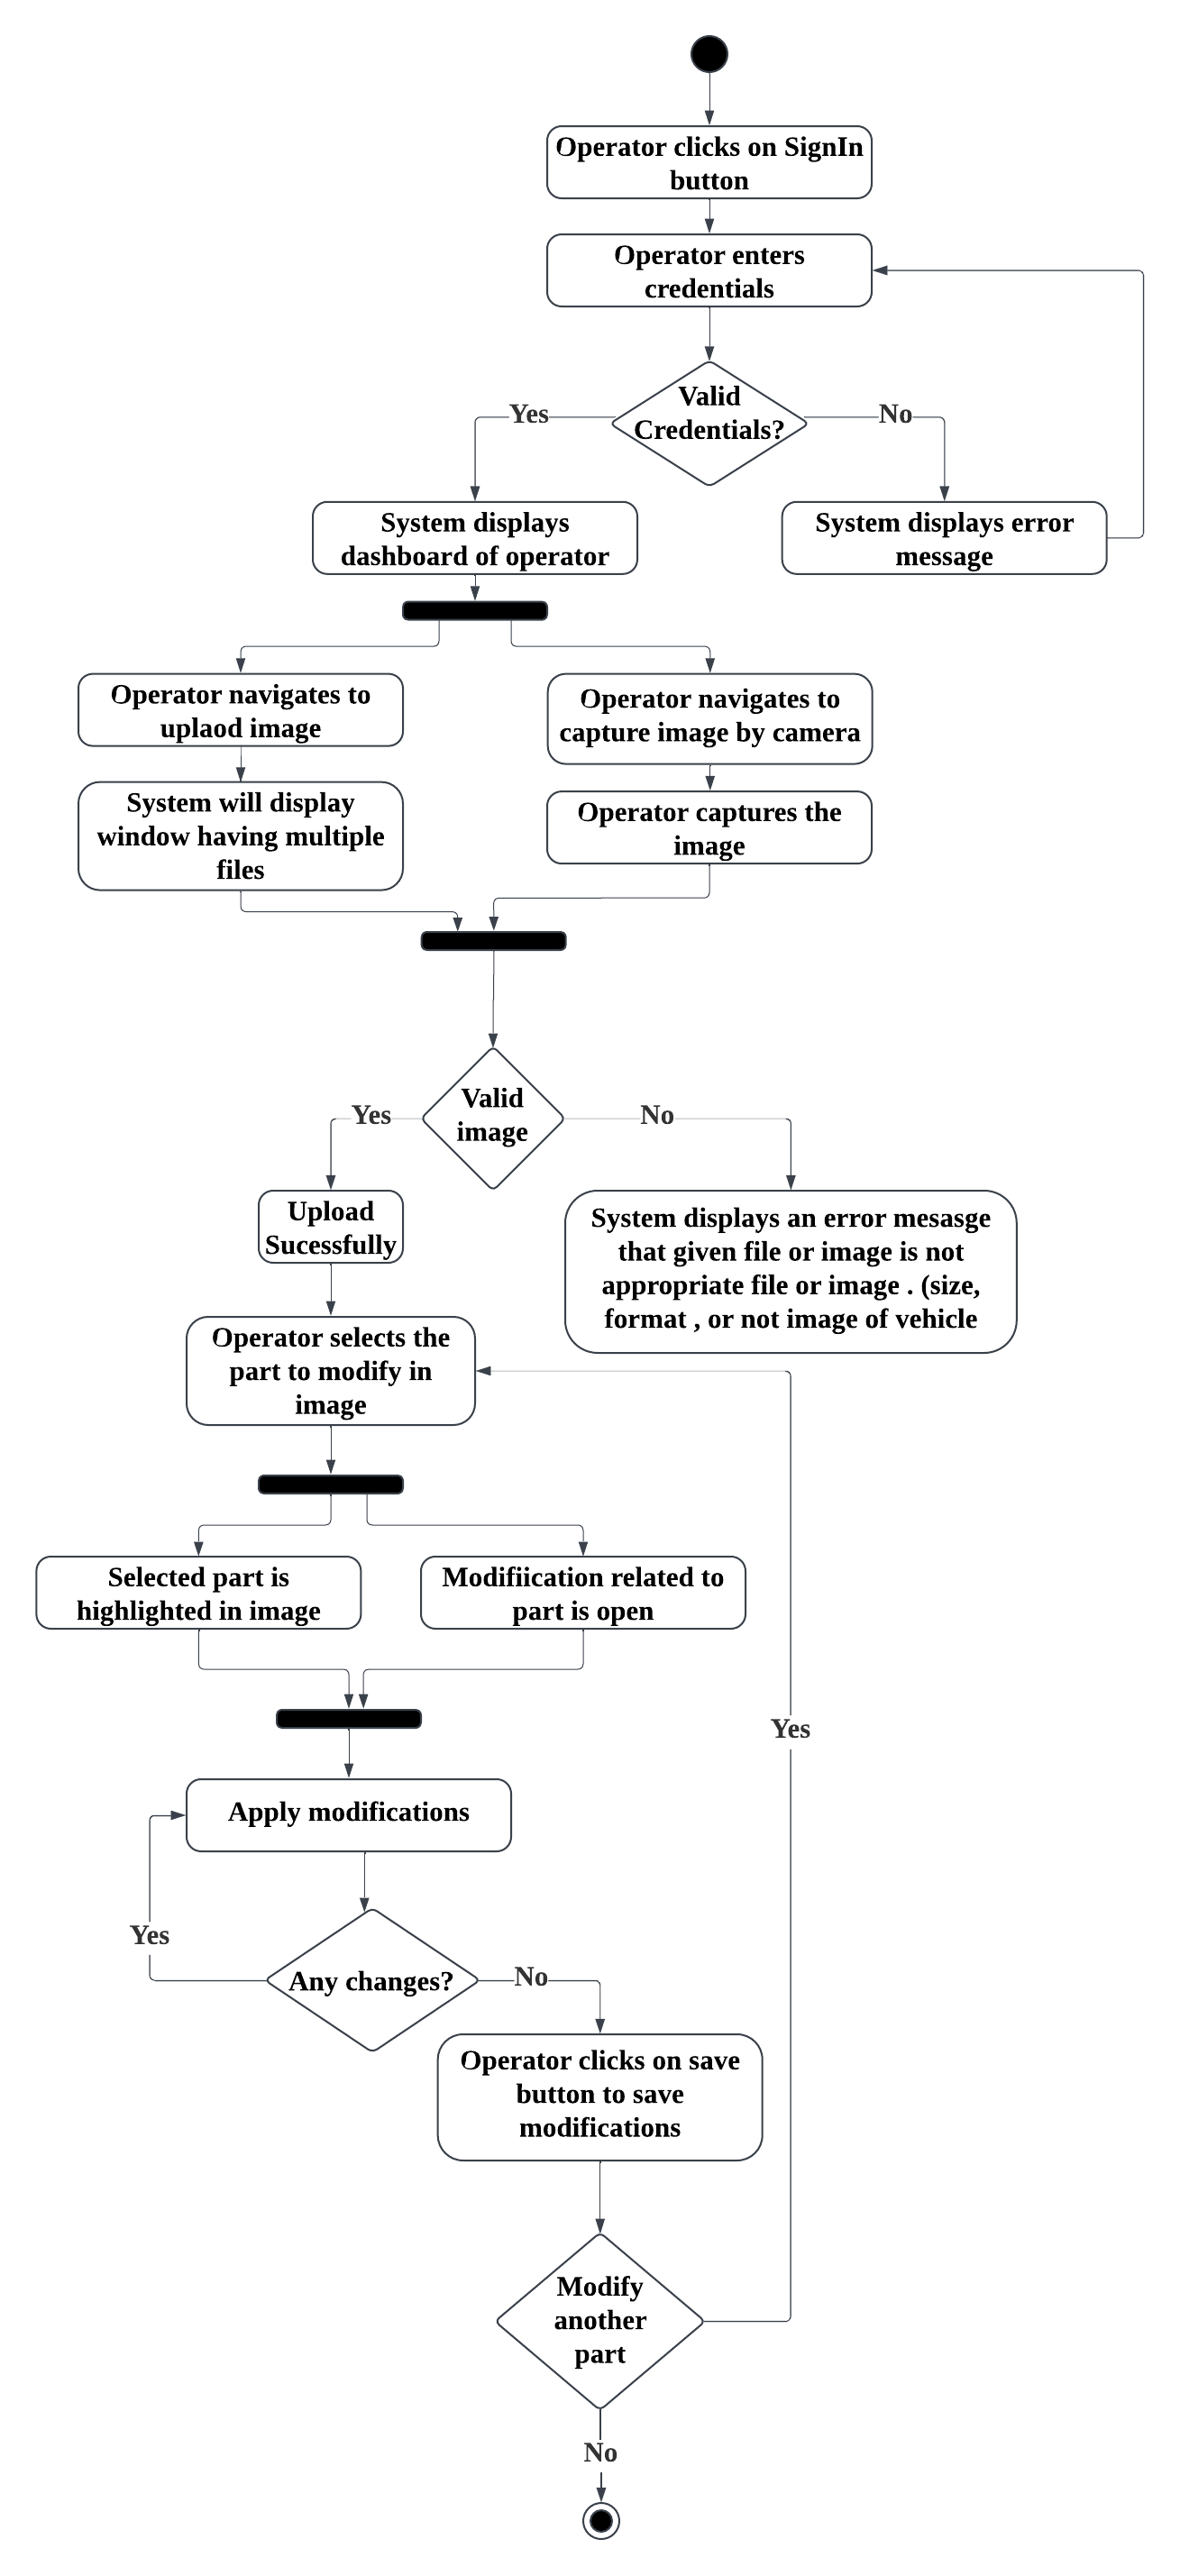 Operator clicks on SignIn
button
Operator enters
credentials
Valid
Credentials?
Yes
No
System displays
dashboard of operator
System displays error
message
Operator navigates to
uplaod image
Operator navigates to
capture image by camera
System will display
window having multiple
files
Operator captures the
image
Valid
image
Yes
No
Upload
Sucessfully
System displays an error mesasge
that given file or image is not
appropriate file or image . (size,
format , or not image of vehicle
Operator selects the
part to modify in
image
Selected part is
highlighted in image
Modifiication related to
part is open
Yes
Apply modifications
Yes
Any changes?
No
Operator clicks on save
button to save
modifications
Modify
another
part
No